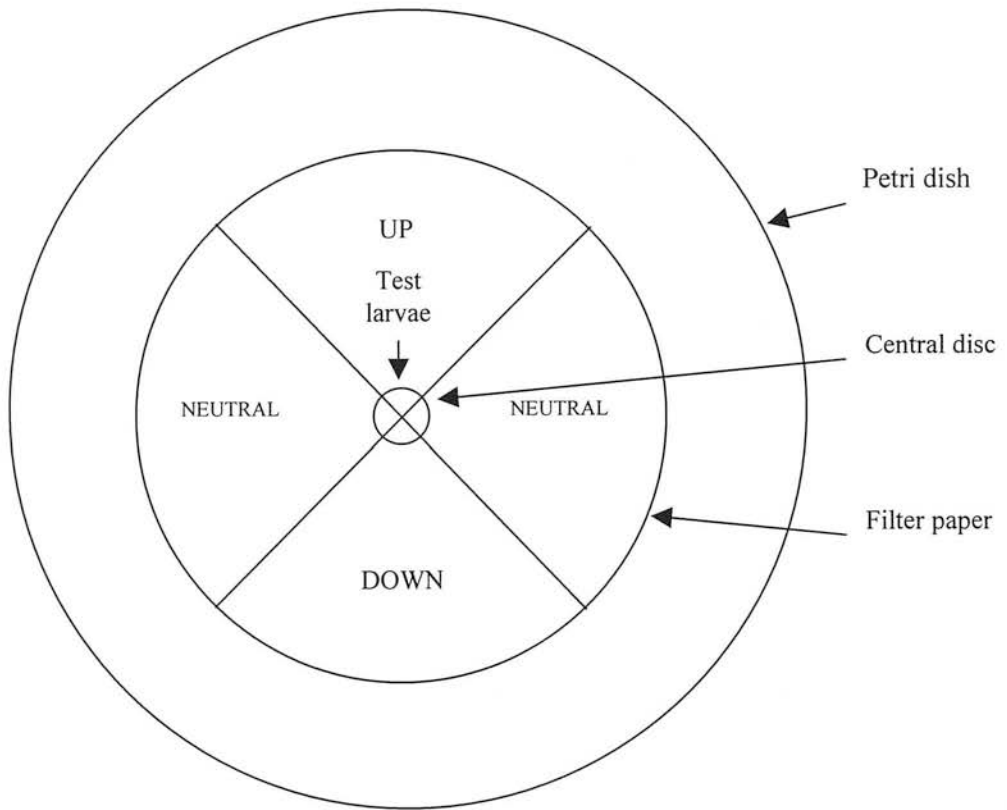 Petri dish
UP
Test
larvae
Central disc
NEUTRAL
NEUTRAL
Filter paper
DOWN